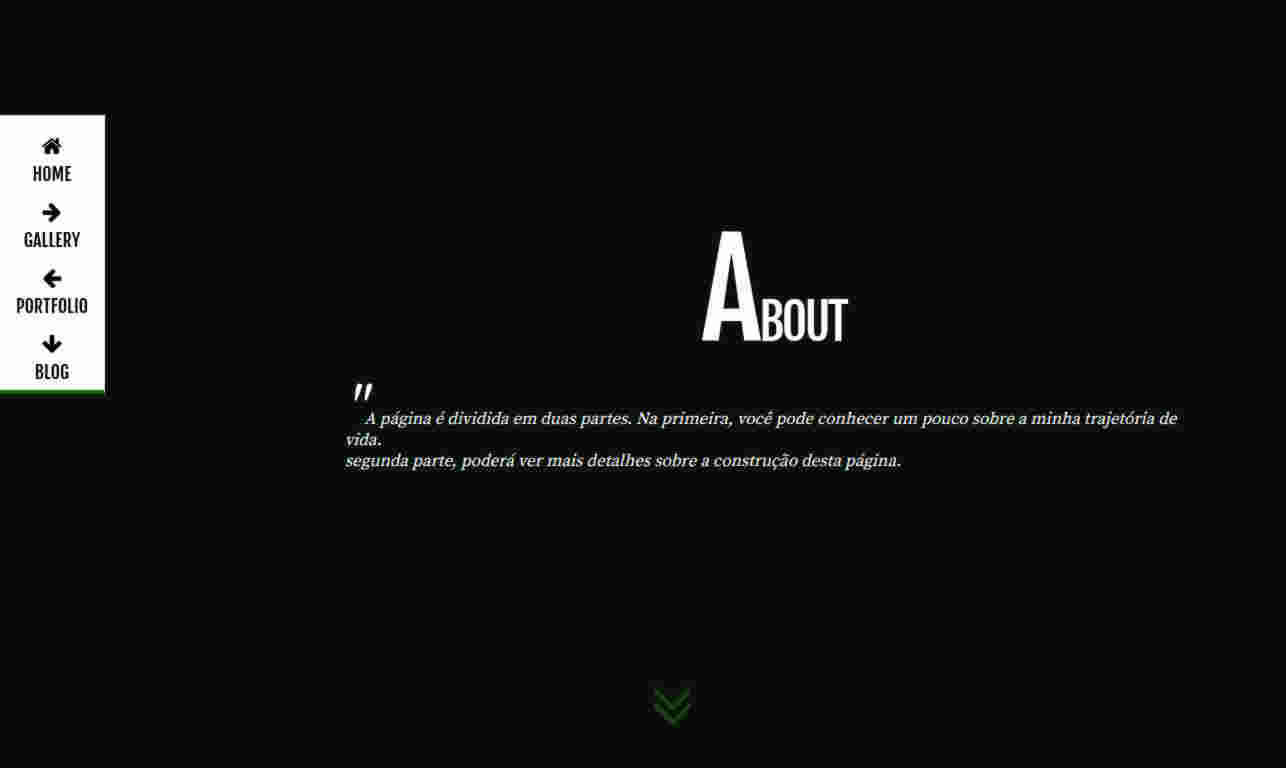 HOME
GALLERY
PORTFOLIO
BLOG
ABOUT
"
A página é dividida em duas partes. Na primeira, você pode conhecer um pouco sobre a minha trajetória de
vida.
segunda parte, poderá ver mais detalhes sobre a construção desta página.